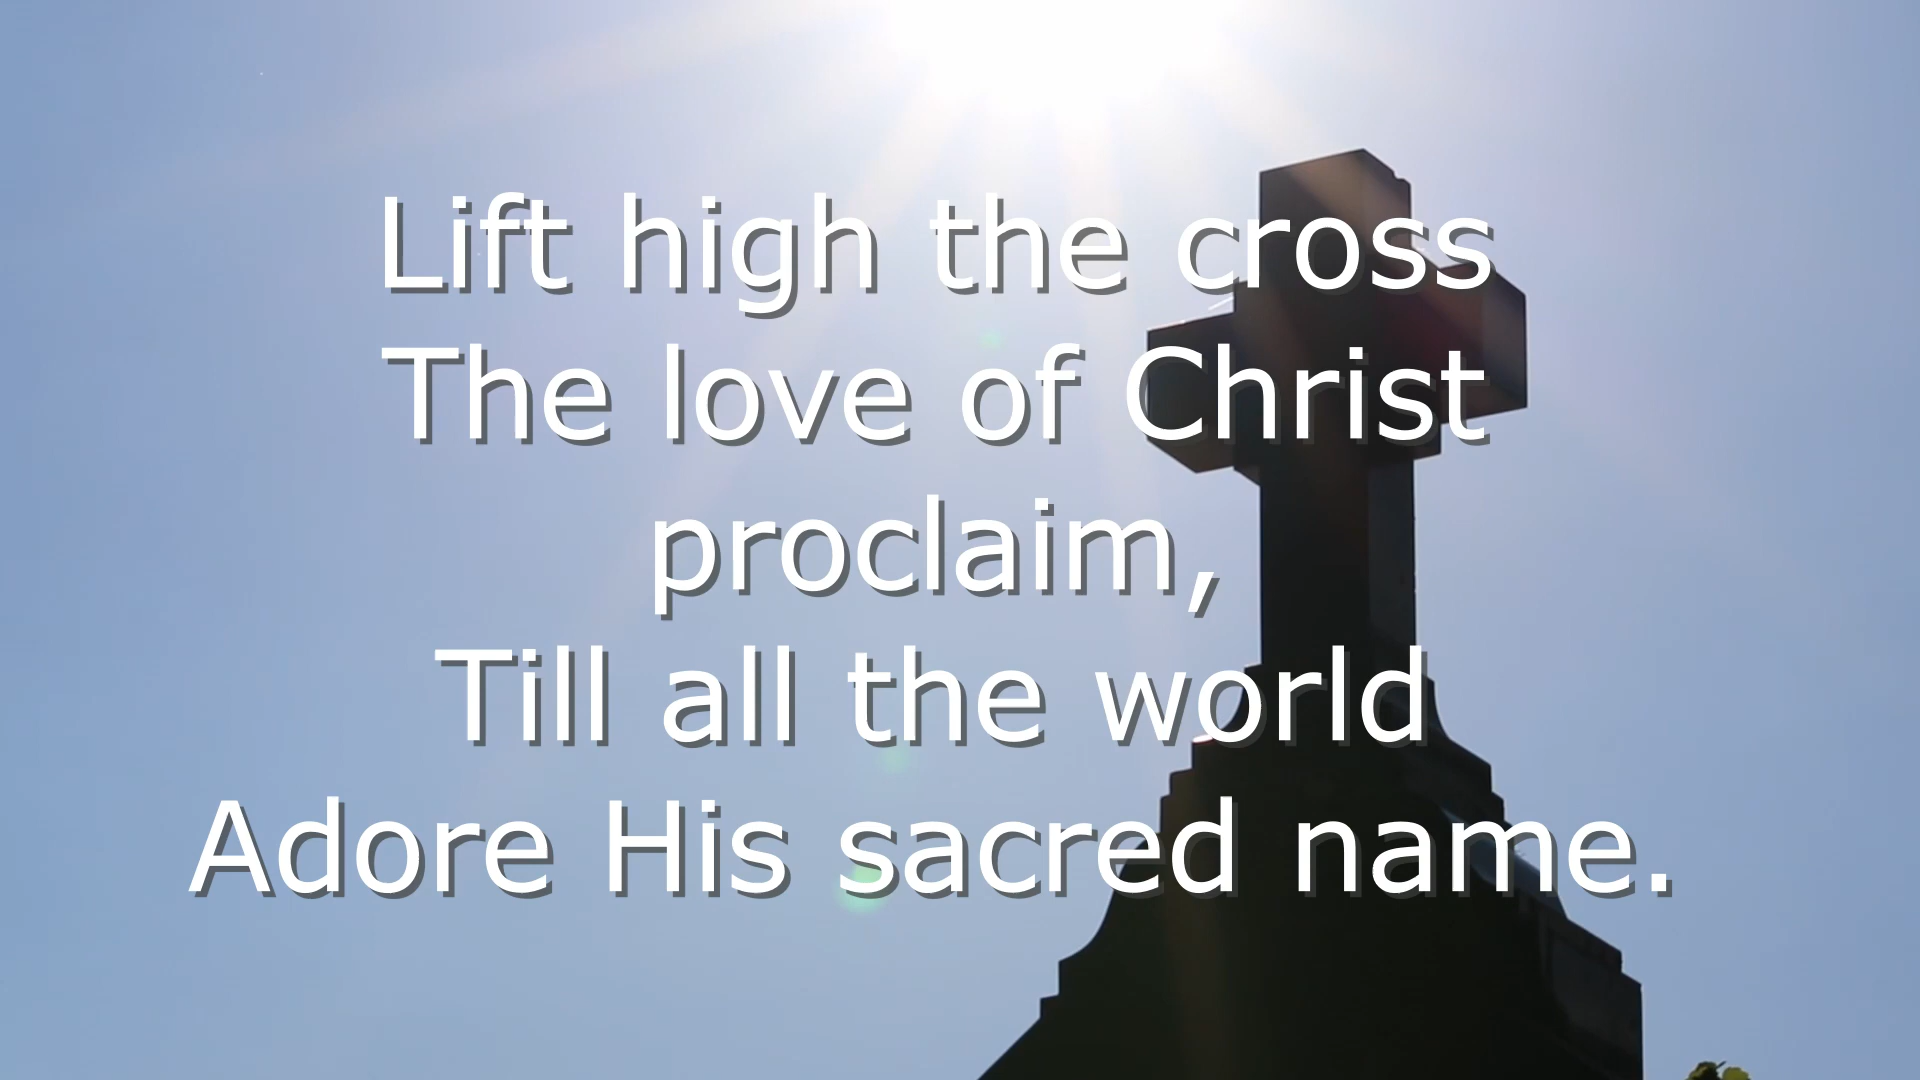 Lift high the cross
The love of Christ
proclaim,
Till all the world
Adore His sacred name.